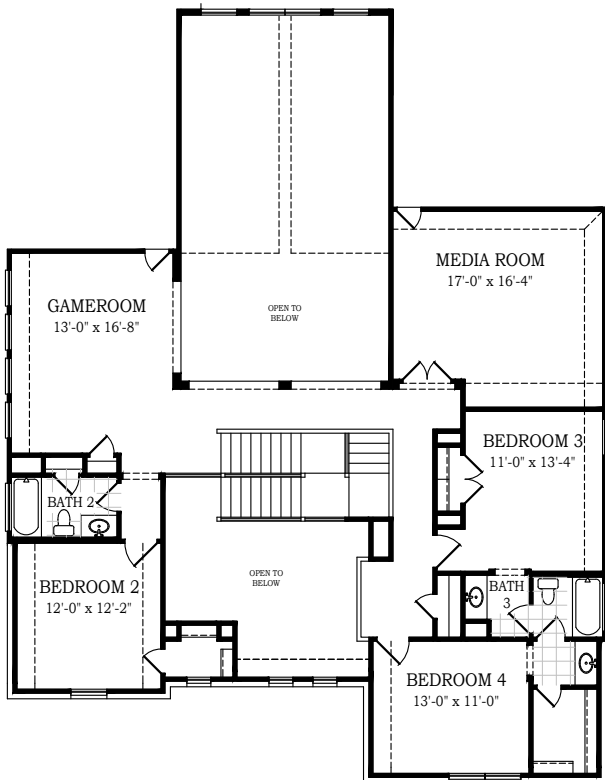 MEDIA ROOM
17'-0" x 16'-4"
GAMEROOM
13'-0" x 16'-8"
OPEN TO
BELOW
BEDROOM 3
11'-0" x 13'-4"
BATH 2
OPEN TO
BELOW
BEDROOM 2
12'-0" x 12'-2"
BATH
3
BEDROOM 4
13'-0" x 11'-0"